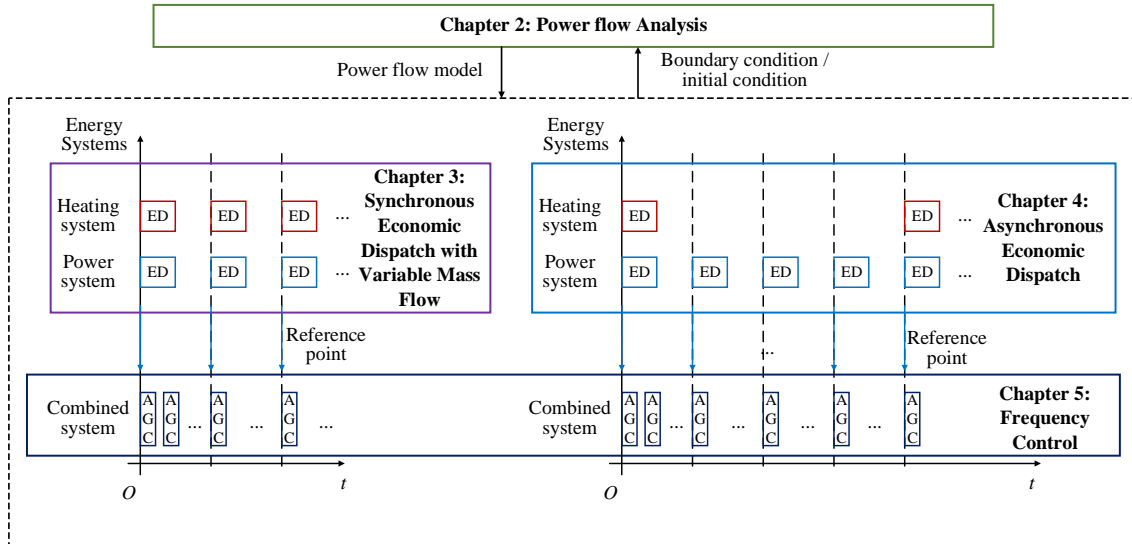 Chapter 2: Power flow Analysis
Power flow model
Boundary condition /
initial condition
Energy
Systems
Heating
system
ED ED ED ...
Power
system
ED ED ED ...
Chapter 3:
Synchronous
Economic
Dispatch with
Variable Mass
Flow
Reference
point
Energy
Systems
Heating
system
ED ED ...
Power
system
ED ED ED ED ED ...
Chapter 4:
Asynchronous
Economic
Dispatch
...
Reference
point
Combined
system
AGC AGC ... AGC ... AGC ...
O
t
Combined
system
AGC AGC ... AGC ... AGC ... AGC ... AGC
Chapter 5:
Frequency
Control
O
t